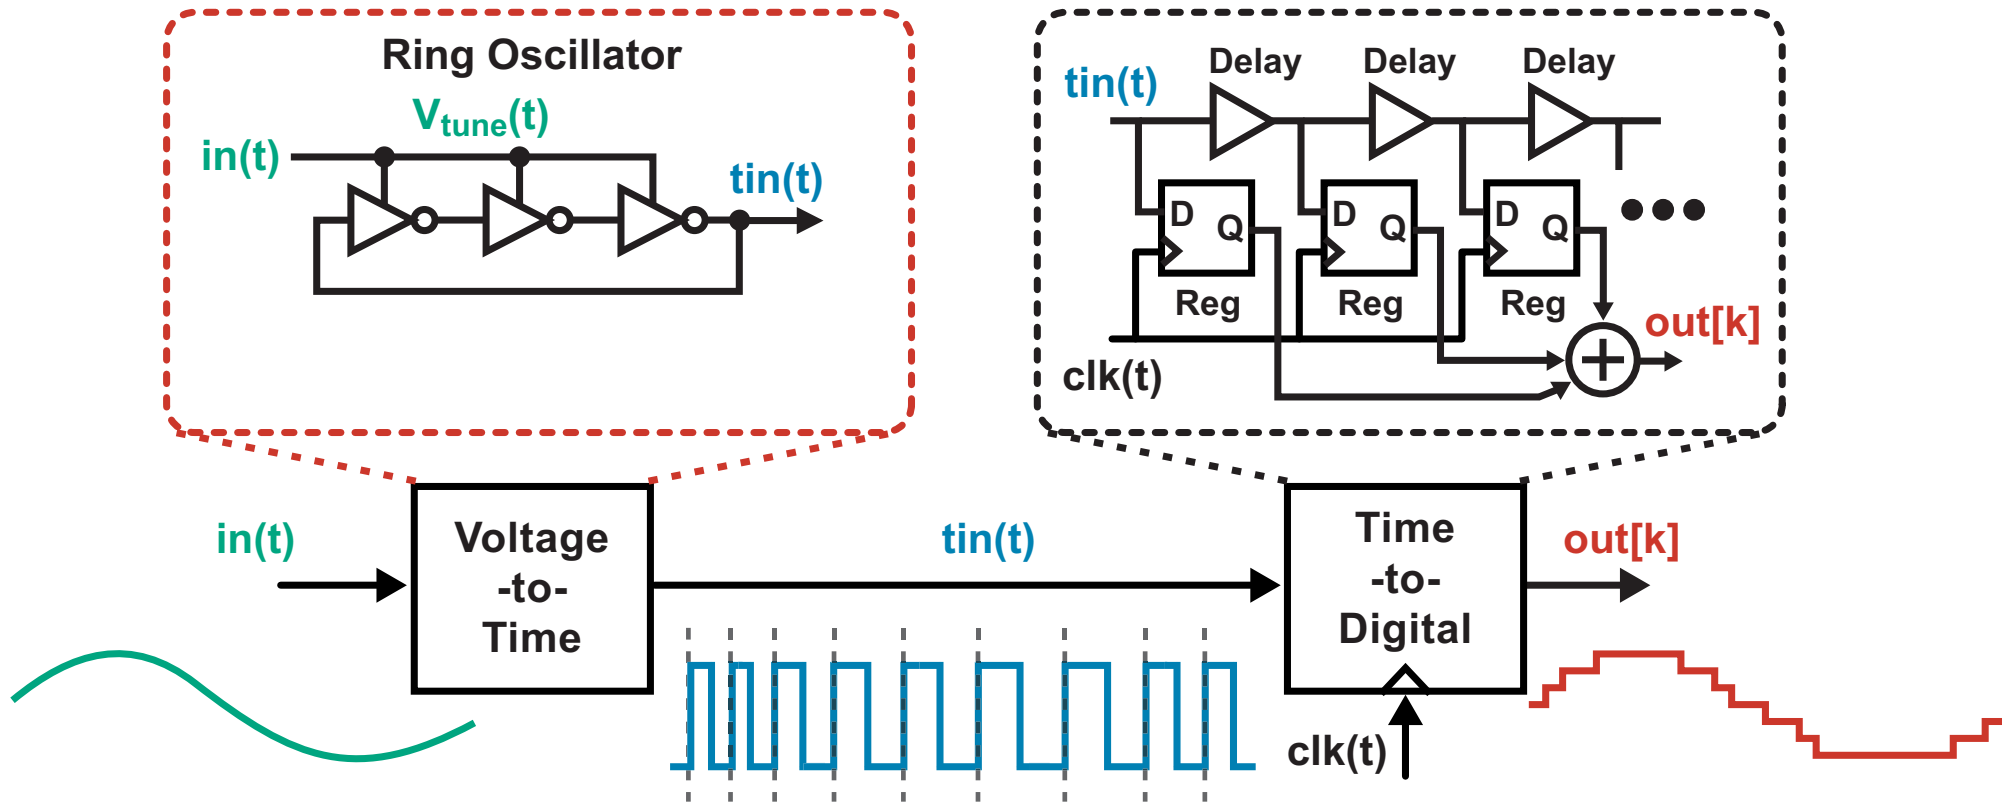 Ring Oscillator
V_tune(t)
in(t)
tin(t)
Delay Delay Delay
tin(t)
D Q D Q D Q
Reg Reg Reg
out[k]
clk(t)
in(t)
Voltage
-to-
Time
tin(t)
Time
-to-
Digital
out[k]
clk(t)